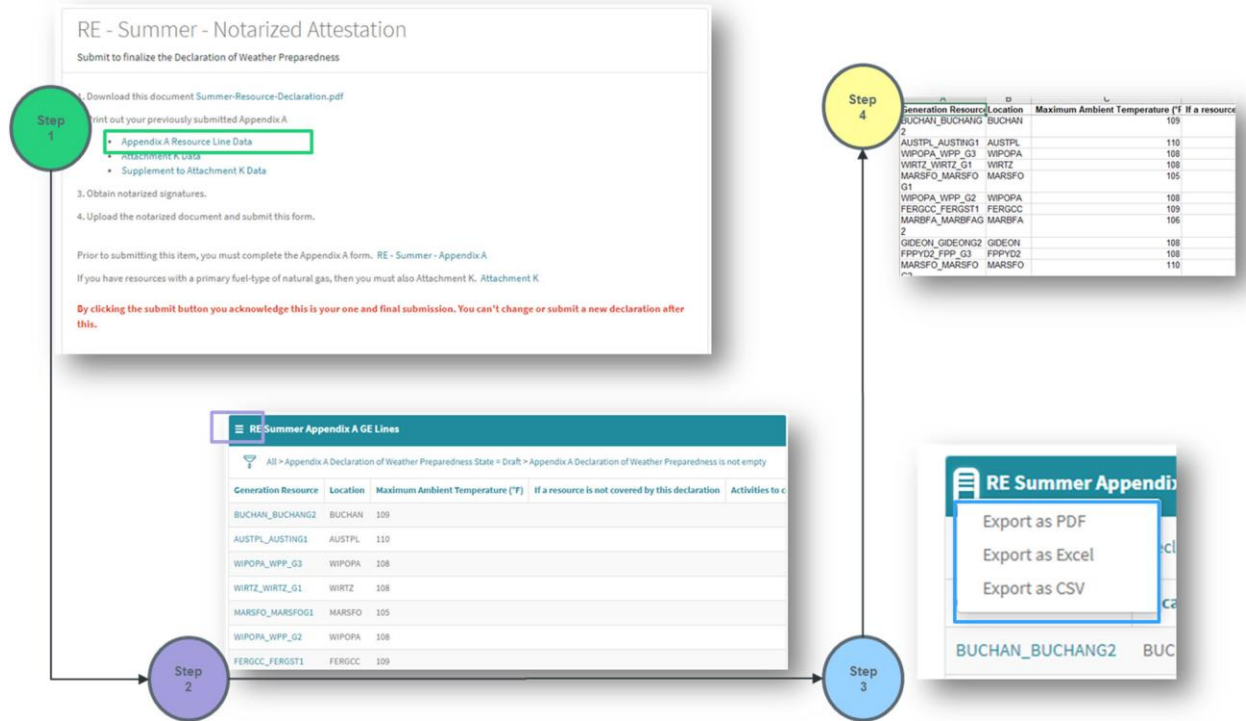 RE - Summer - Notarized Attestation
Submit to finalize the Declaration of Weather Preparedness
1. Download this document Summer-Resource-Declaration.pdf
Print out your previously submitted Appendix A
• Appendix A Resource Line Data
• Attachment K Data
• Supplement to Attachment K Data
3. Obtain notarized signatures.
4. Upload the notarized document and submit this form.
Prior to submitting this item, you must complete the Appendix A form. RE - Summer - Appendix A
If you have resources with a primary fuel-type of natural gas, then you must also Attachment K. Attachment K
By clicking the submit button you acknowledge this is your one and final submission. You can't change or submit a new declaration after
this.
Step
1
RE Summer Appendix A GE Lines
All > Appendix A Declaration of Weather Preparedness State = Draft > Appendix A Declaration of Weather Preparedness is not empty
Generation Resource Location Maximum Ambient Temperature (°F) If a resource is not covered by this declaration Activities to c
BUCHAN_BUCHANG2 BUCHAN 109
AUSTPL_AUSTING1 AUSTPL 110
WIPOPA_WPP_G3 WIPOPA 108
WIRTZ_WIRTZ_G1 WIRTZ 108
MARSFO_MARSFOG1 MARSFO 105
WIPOPA_WPP_G2 WIPOPA 108
FERGCC_FERGST1 FERGCC 109
Step
2
RE Summer Appendix
Export as PDF
Export as Excel
Export as CSV
ecl
ca
BUCHAN_BUCHANG2 BUC
Step
3
Step
4
A B C
Generation Resource Location Maximum Ambient Temperature (°F If a resource
BUCHAN_BUCHANG BUCHAN 109
2
AUSTPL_AUSTING1 AUSTPL 110
WIPOPA_WPP_G3 WIPOPA 108
WIRTZ_WIRTZ_G1 WIRTZ 108
MARSFO_MARSFO MARSFO 105
G1
WIPOPA_WPP_G2 WIPOPA 108
FERGCC_FERGST1 FERGCC 109
MARBFA_MARBFAG MARBFA 106
2
GIDEON_GIDEONG2 GIDEON 108
FPPYD2_FPP_G3 FPPYD2 108
MARSFO_MARSFO MARSFO 110